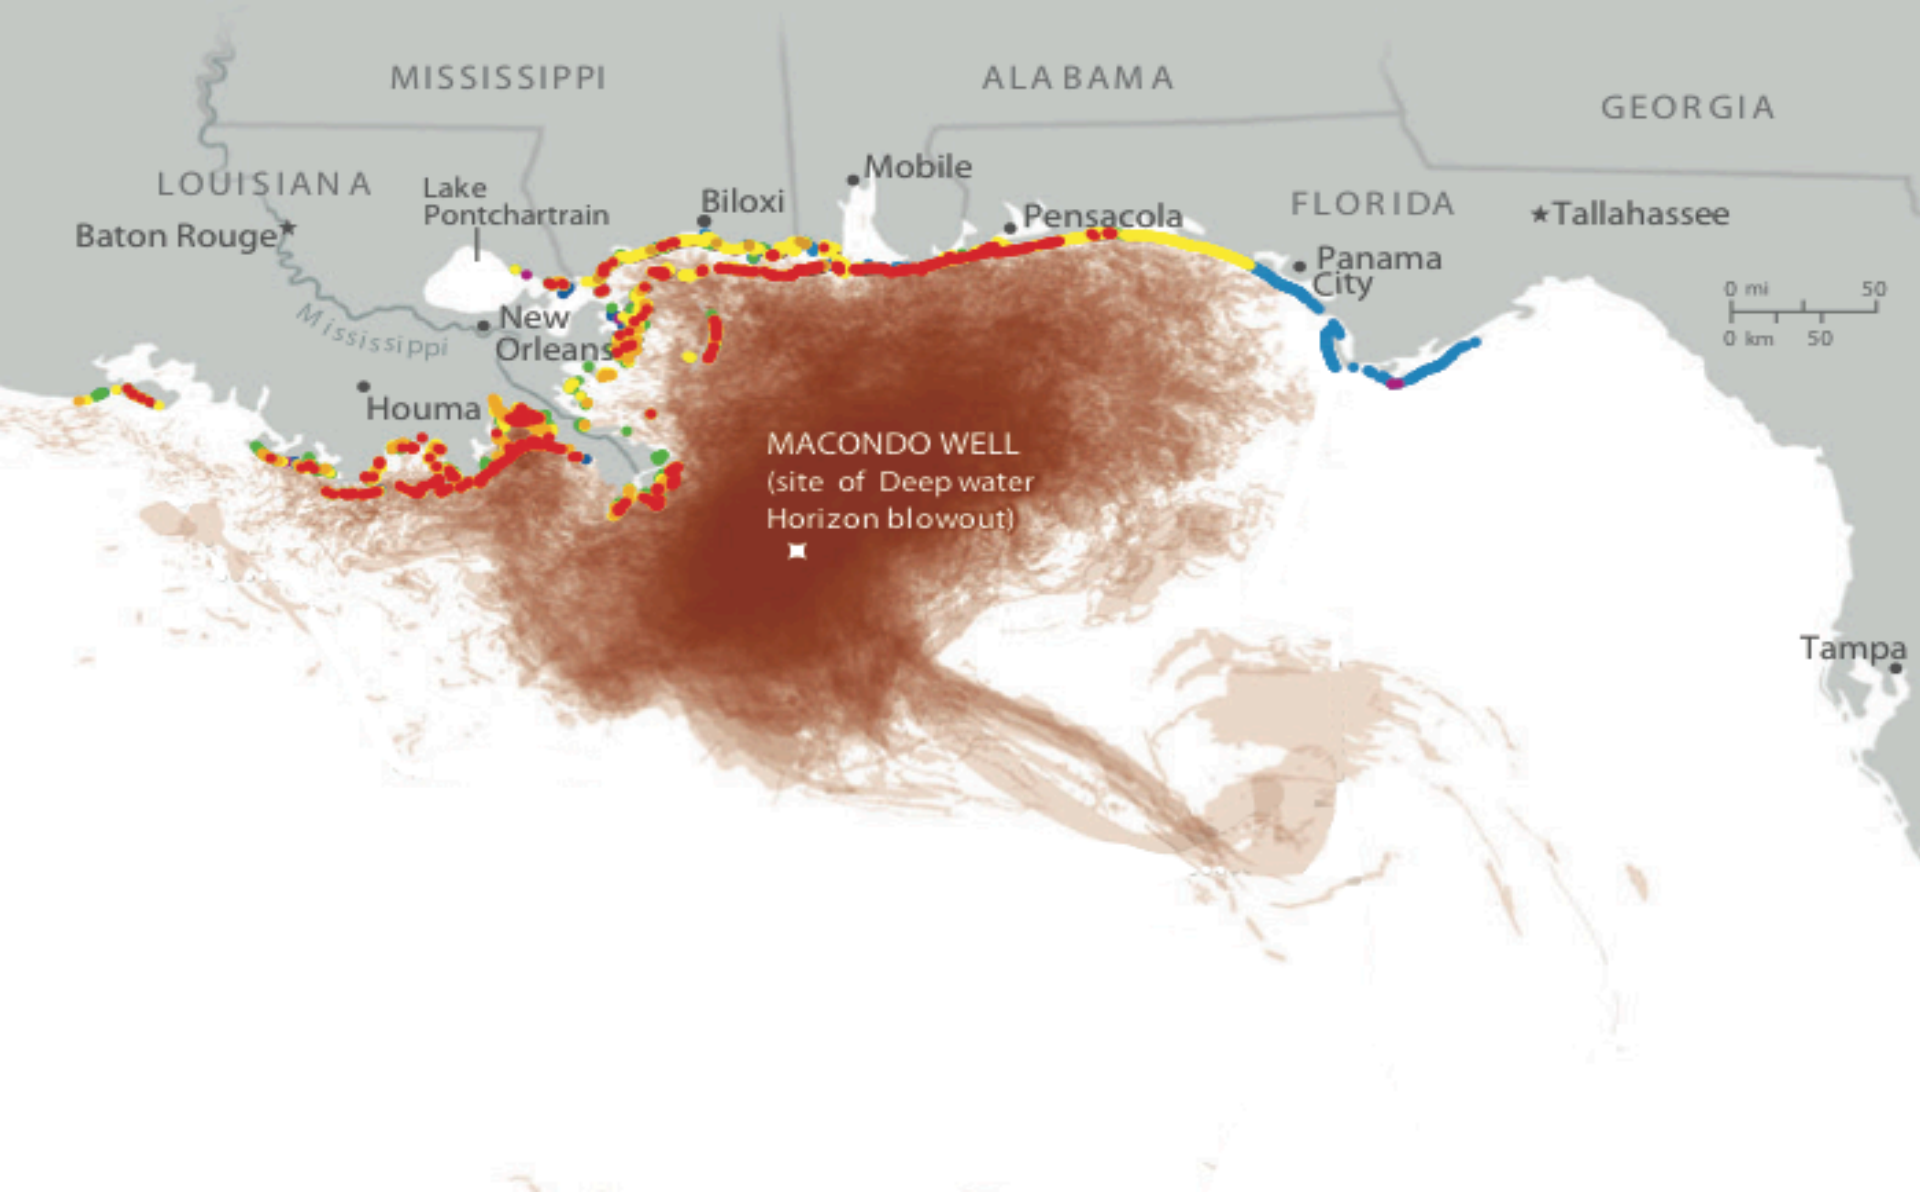 MISSISSIPPI
ALABAMA
GEORGIA
Mobile
LOUISIANA
Lake
Pontchartrain
Biloxi
FLORIDA
Pensacola
Tallahassee
Baton Rouge
Panama
City
0 mi 50
0 km 50
Mississippi
New
Orleans
Houma
MACONDO WELL
(site of Deep water
Horizon blowout)
Tampa